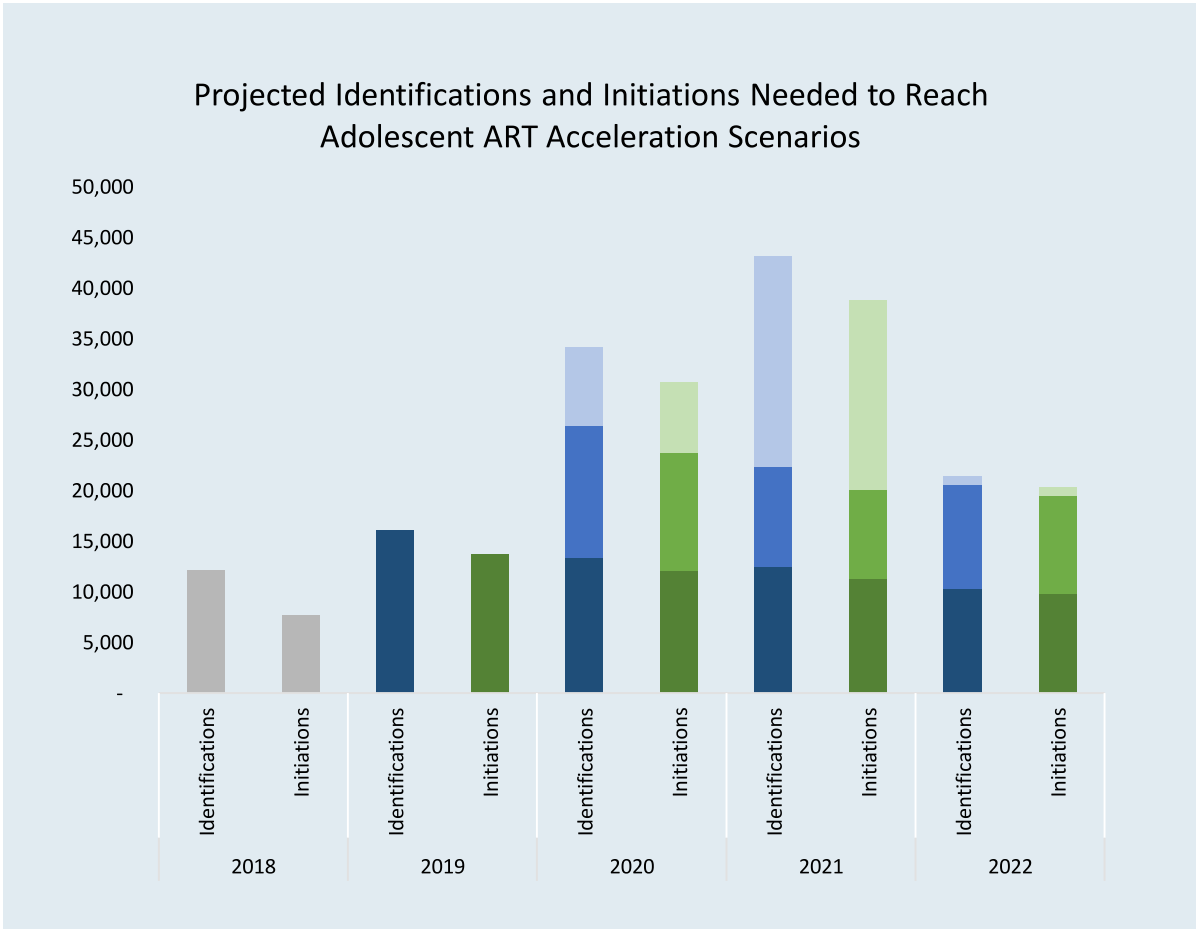 Projected Identifications and Initiations Needed to Reach
Adolescent ART Acceleration Scenarios
50,000
45,000
40,000
35,000
30,000
25,000
20,000
15,000
10,000
5,000
-
Identifications
Initiations
Identifications
Initiations
Identifications
Initiations
Identifications
Initiations
Identifications
Initiations
2018
2019
2020
2021
2022